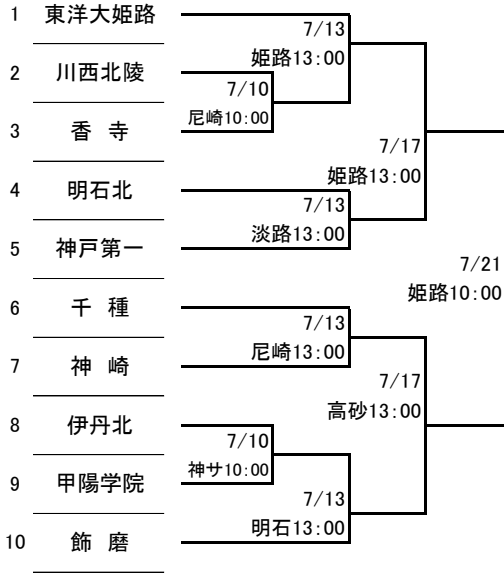 1 東洋大姫路
7/13
姫路13:00
2 川西北陵
7/10
尼崎10:00
3 香 寺
7/17
姫路13:00
4 明石北
7/13
淡路13:00
5 神戸第一
7/21
姫路10:00
6 千 種
7/13
尼崎13:00
7 神 崎
7/17
高砂13:00
8 伊丹北
7/10
神サ10:00
9 甲陽学院
7/13
明石13:00
10 飾 磨